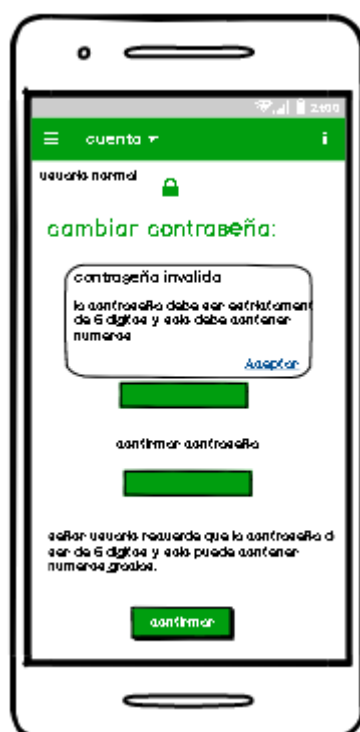 2:00
cuenta
i
usuario normal
cambiar contraseña:
contraseña invalida
la contraseña debe ser estrictament
de 6 digitos y solo debe contener
numeros
Aceptar
confirmar contraseña
señor usuario recuerde que la contraseña d
ser de 6 digitos y solo puede contener
numeros,gracias.
confirmar